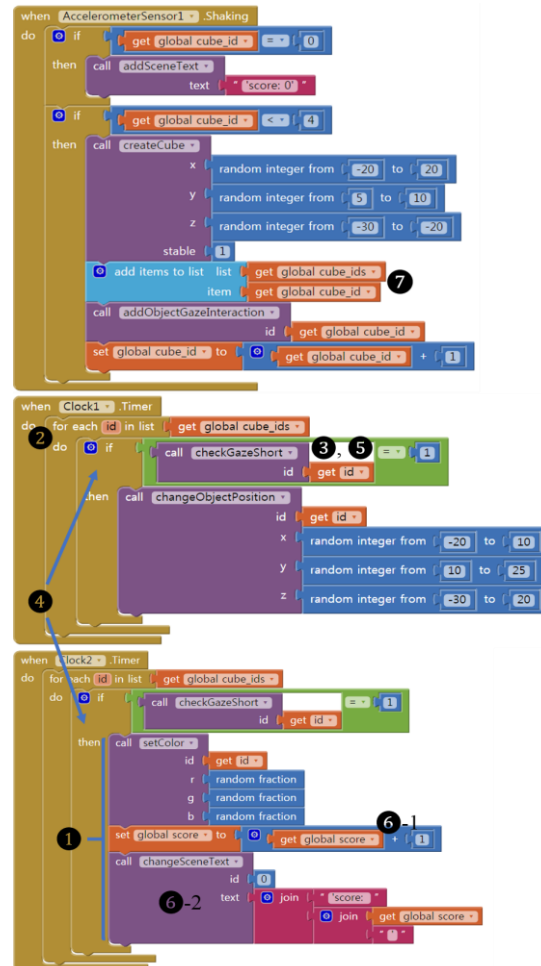 when AccelerometerSensor1 .Shaking
do if get global cube_id = 0
then call addSceneText
text " 'score: 0' "
if get global cube_id < 4
then call createCube
x random integer from -20 to 20
y random integer from 5 to 10
z random integer from -30 to -20
stable 1
add items to list list get global cube_ids
item get global cube_id 7
call addObjectGazeInteraction
id get global cube_id
set global cube_id to get global cube_id + 1
when Clock1 .Timer
do for each id in list get global cube_ids
2 do if call checkGazeShort 3, 5 = 1
id get id
then call changeObjectPosition
id get id
x random integer from -20 to 10
y random integer from 10 to 25
z random integer from -30 to 20
4
when Clock2 .Timer
do for each id in list get global cube_ids
do if call checkGazeShort = 1
id get id
then call setColor
id get id
r random fraction
g random fraction
b random fraction
1 set global score to get global score + 1 6-1
call changeSceneText
id 0
6-2 text join " 'score: "
join get global score
" ' "